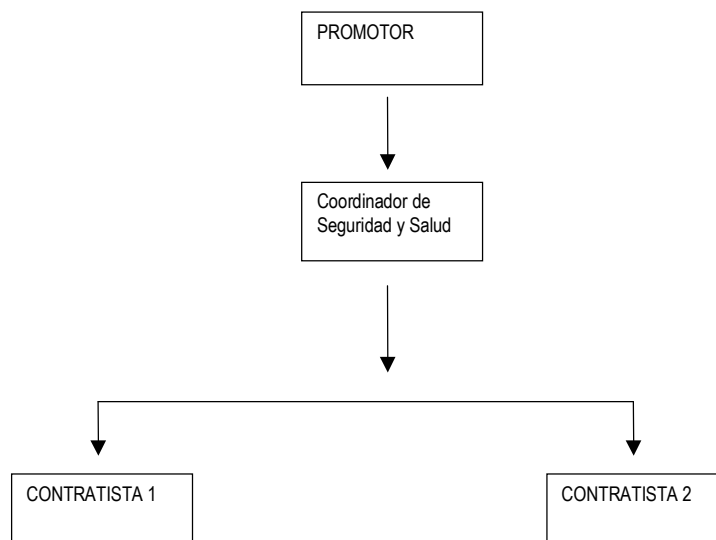 PROMOTOR
Coordinador de
Seguridad y Salud
CONTRATISTA 1
CONTRATISTA 2